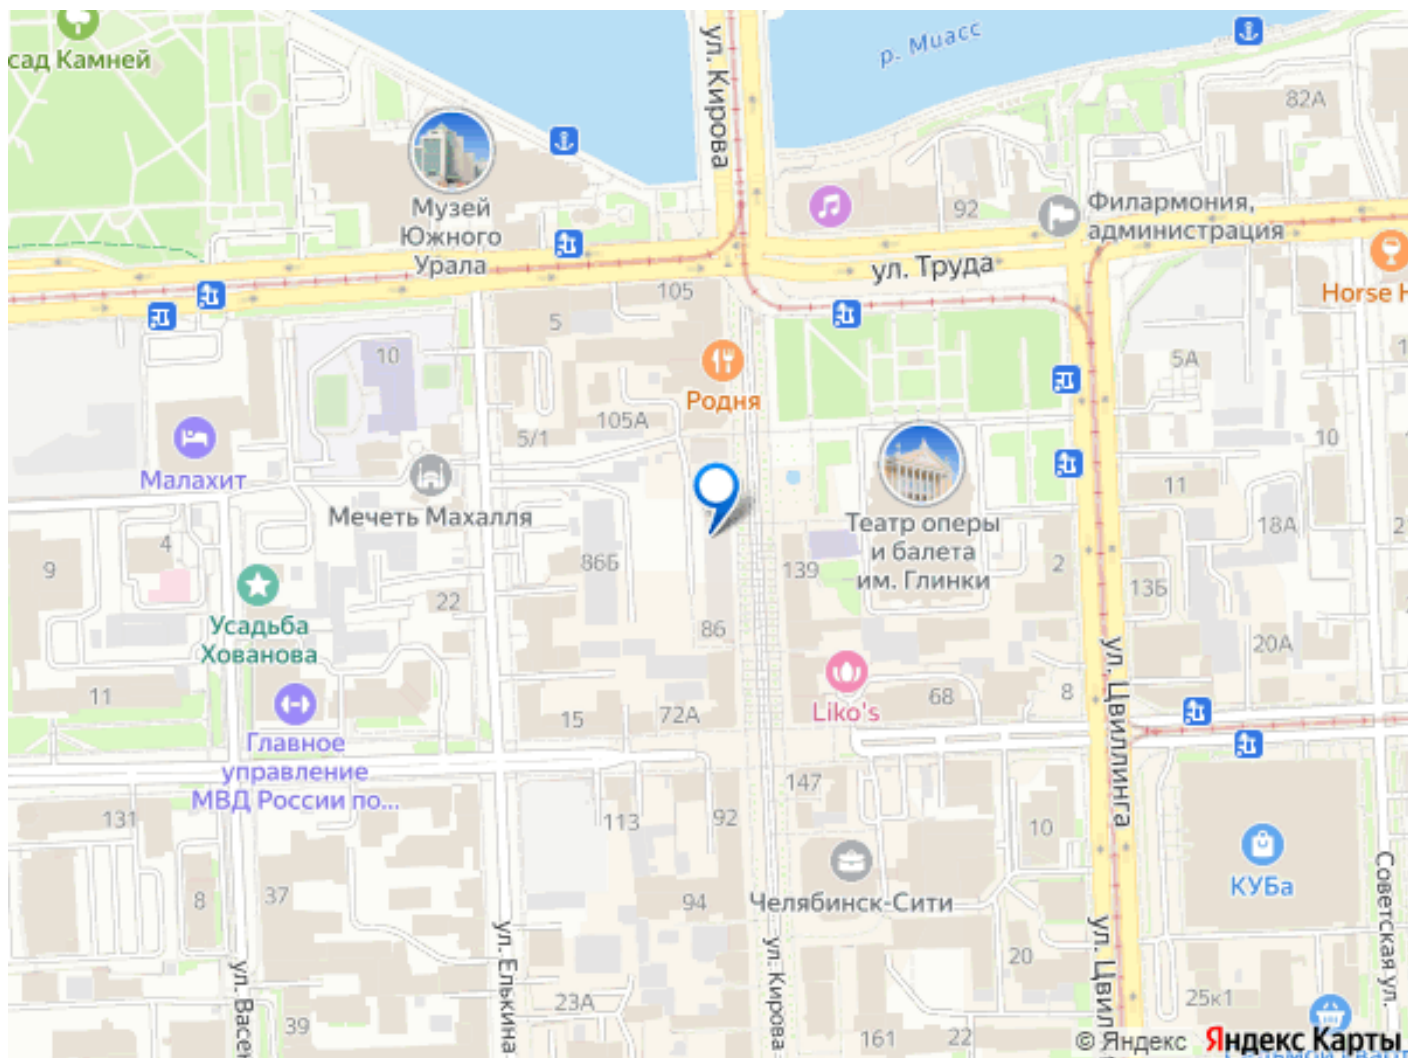 сад Камней
ул. Кирова
р. Миасс
82А
Музей
Южного
Урала
92
Филармония,
администрация
ул. Труда
Horse H
105
5
10
5А
Родня
105А
5/1
10
Малахит
Мечеть Махалля
11
Театр оперы
и балета
им. Глинки
18А
4
9
86Б
139
2
13Б
22
Усадьба
Хованова
86
20А
11
15
72А
Liko's
68
8
ул. Цвиллинга
Главное
управление
МВД России по...
147
131
113
92
10
КУБа
Челябинск-Сити
8
37
94
Советская ул.
ул. Елькина
ул. Кирова
20
23А
25к1
39
161
22
© Яндекс
Яндекс Карты